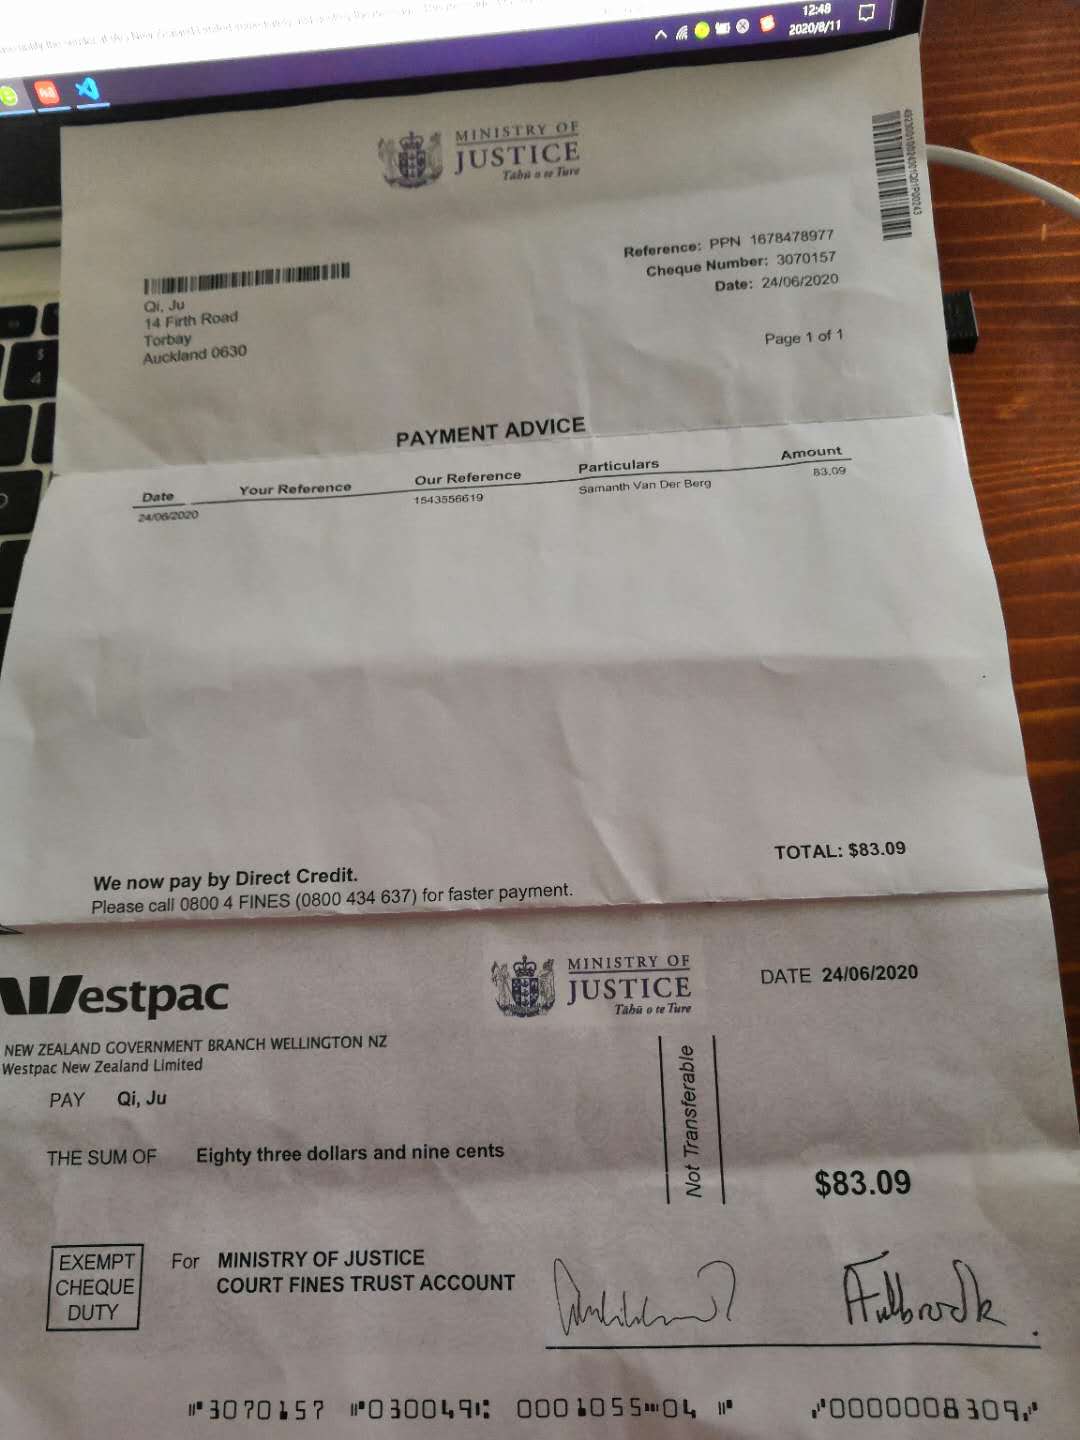 12:48
2020/8/11
MINISTRY OF
JUSTICE
Tāhū o te Ture
Reference: PPN 1678478977
Cheque Number: 3070157
Date: 24/06/2020
Qi, Ju
14 Firth Road
Torbay
Auckland 0630
Page 1 of 1
PAYMENT ADVICE
Date Your Reference Our Reference Particulars Amount
24/06/2020 1543556619 Samanth Van Der Berg 83.09
TOTAL: $83.09
We now pay by Direct Credit.
Please call 0800 4 FINES (0800 434 637) for faster payment.
Westpac
MINISTRY OF
JUSTICE
Tāhū o te Ture
DATE 24/06/2020
NEW ZEALAND GOVERNMENT BRANCH WELLINGTON NZ
Westpac New Zealand Limited
PAY Qi, Ju
Not Transferable
THE SUM OF Eighty three dollars and nine cents
$83.09
EXEMPT
CHEQUE
DUTY
For MINISTRY OF JUSTICE
COURT FINES TRUST ACCOUNT
AFulbrook
⑈3070157 ⑈030049⑆ 0001055⑉04 ⑈ ⑇0000008309⑇